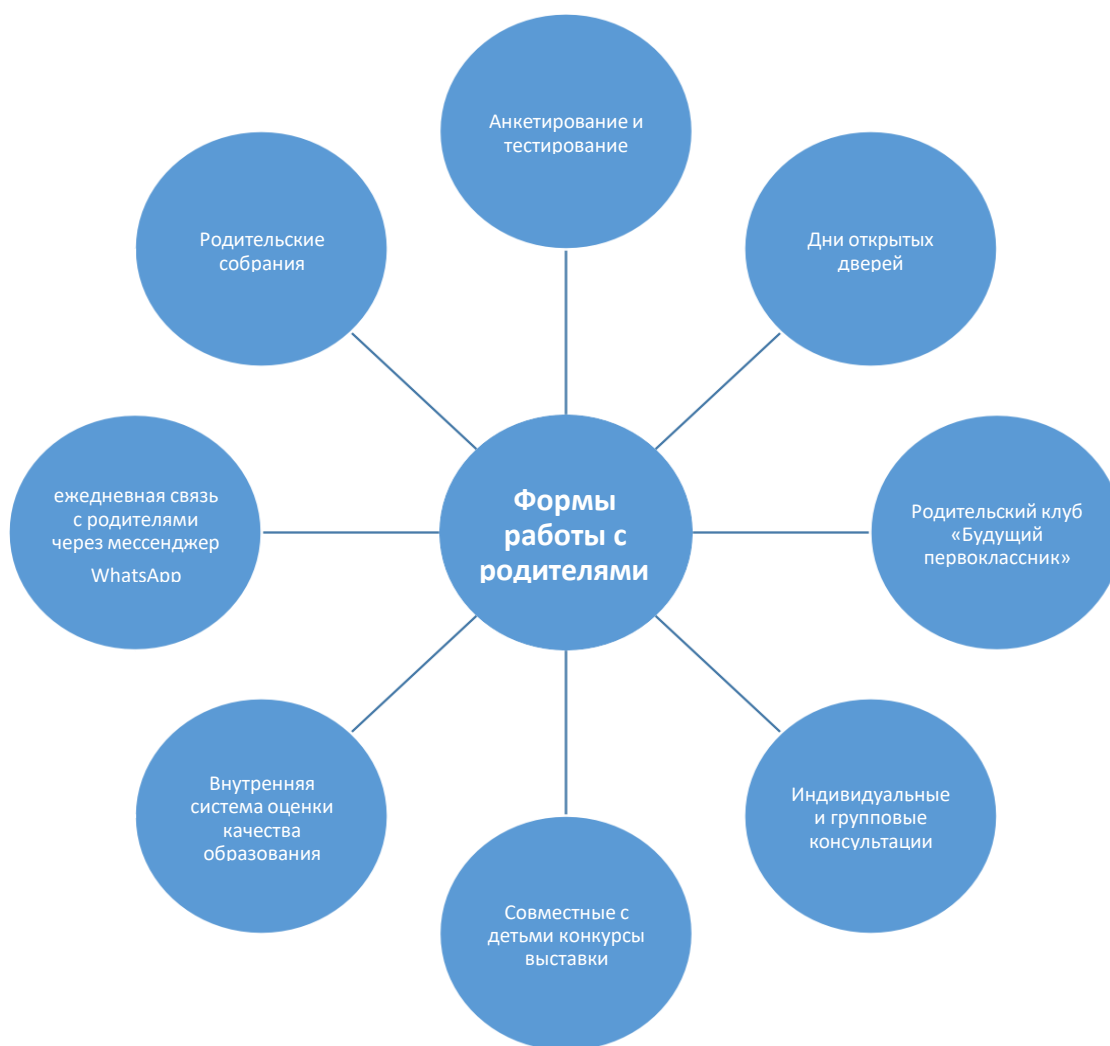 Анкетирование и
тестирование
Родительские
собрания
Дни открытых
дверей
ежедневная связь
с родителями
через мессенджер
WhatsApp
Формы
работы с
родителями
Родительский клуб
«Будущий
первоклассник»
Внутренняя
система оценки
качества
образования
Индивидуальные
и групповые
консультации
Совместные с
детьми конкурсы
выставки